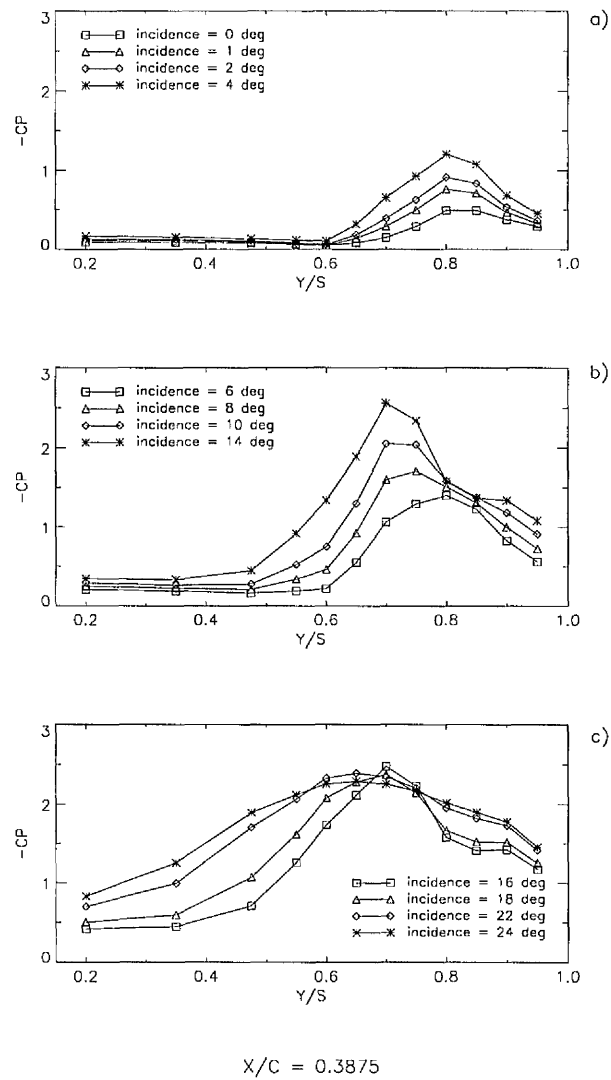 a)
3
2
1
0
-CP
incidence = 0 deg
incidence = 1 deg
incidence = 2 deg
incidence = 4 deg
0.2 0.4 0.6 0.8 1.0
Y/S
b)
3
2
1
0
-CP
incidence = 6 deg
incidence = 8 deg
incidence = 10 deg
incidence = 14 deg
0.2 0.4 0.6 0.8 1.0
Y/S
c)
3
2
1
0
-CP
incidence = 16 deg
incidence = 18 deg
incidence = 22 deg
incidence = 24 deg
0.2 0.4 0.6 0.8 1.0
Y/S
X/C = 0.3875